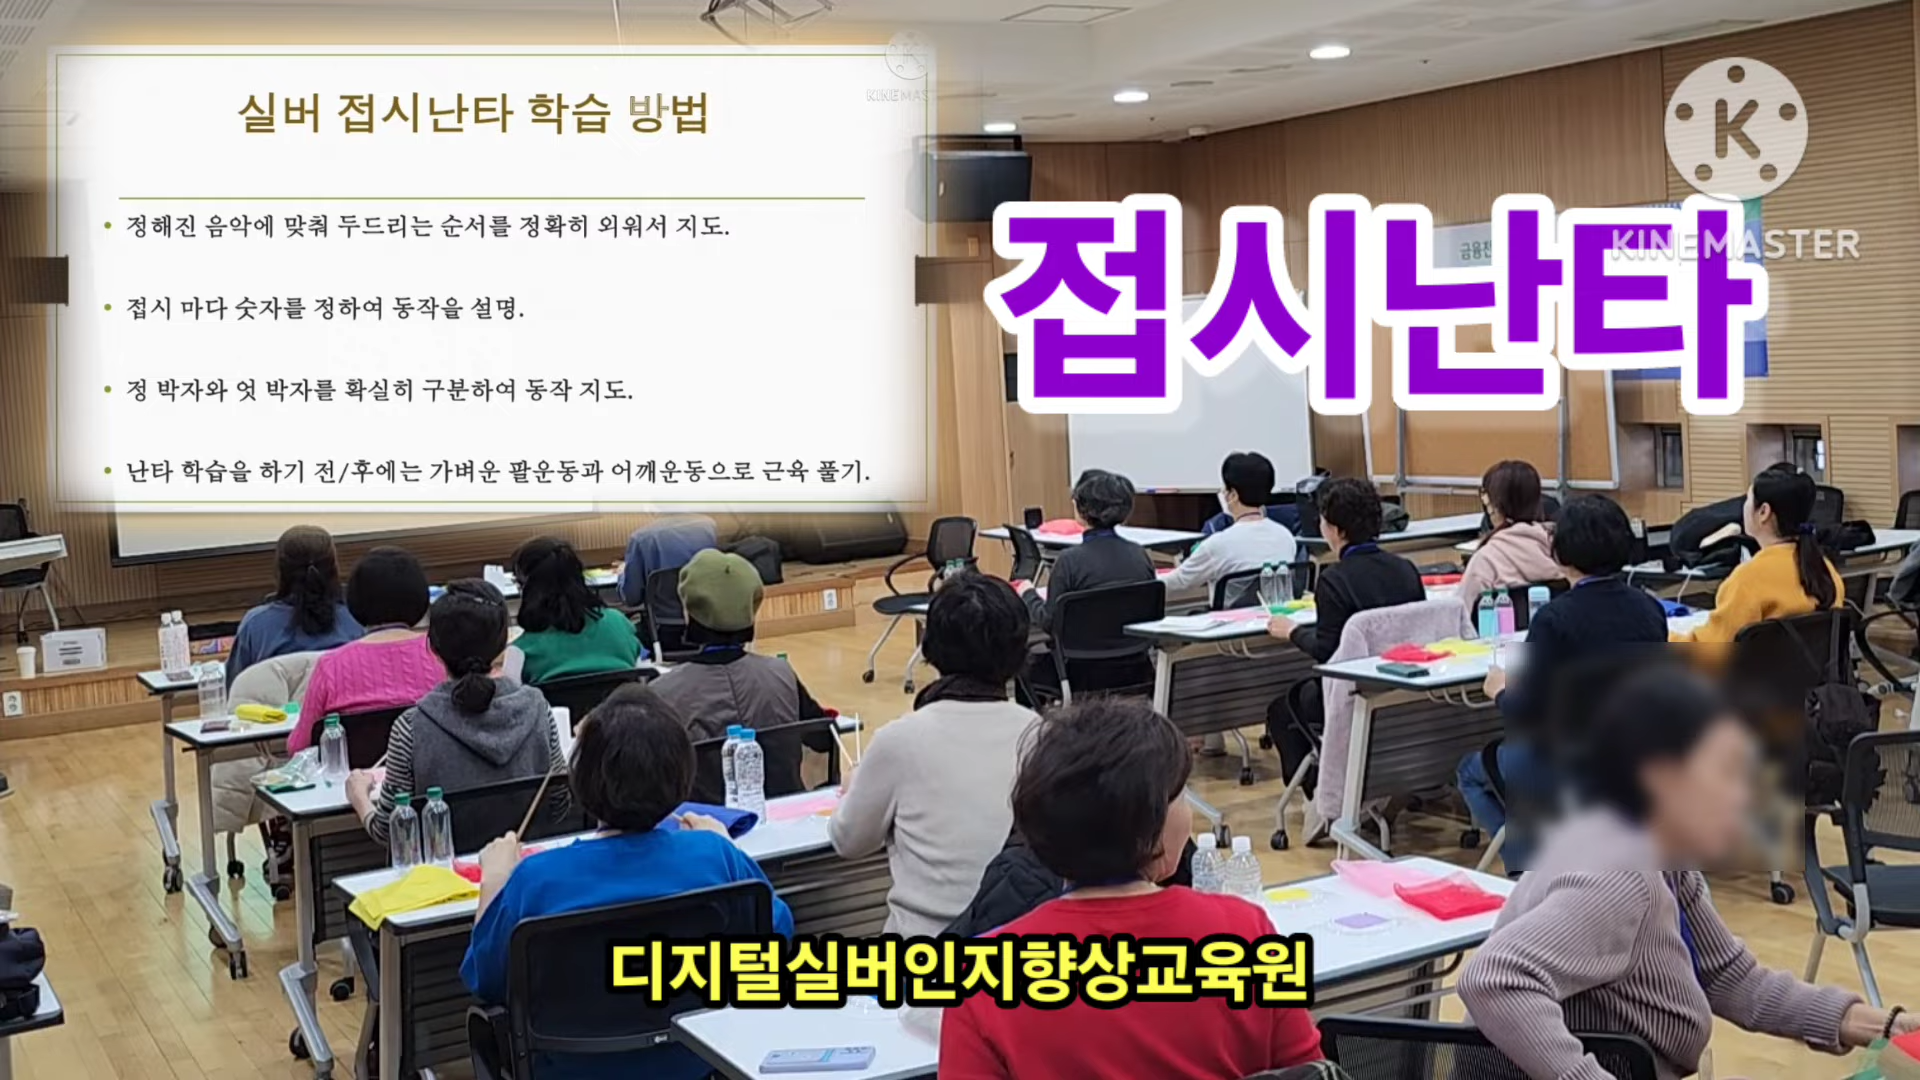 실버 접시난타 학습 방법
• 정해진 음악에 맞춰 두드리는 순서를 정확히 외워서 지도.
• 접시 마다 숫자를 정하여 동작을 설명.
• 정 박자와 엇 박자를 확실히 구분하여 동작 지도.
• 난타 학습을 하기 전/후에는 가벼운 팔운동과 어깨운동으로 근육 풀기.
K
KINEMASTER
접시난타
디지털실버인지향상교육원